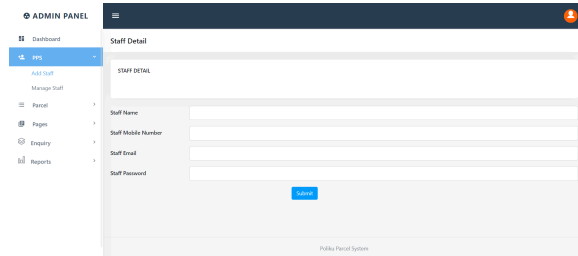 ADMIN PANEL
Dashboard
PPS
Add Staff
Manage Staff
Parcel
Pages
Enquiry
Reports
Staff Detail
STAFF DETAIL
Staff Name
Staff Mobile Number
Staff Email
Staff Password
Submit
Poliku Parcel System